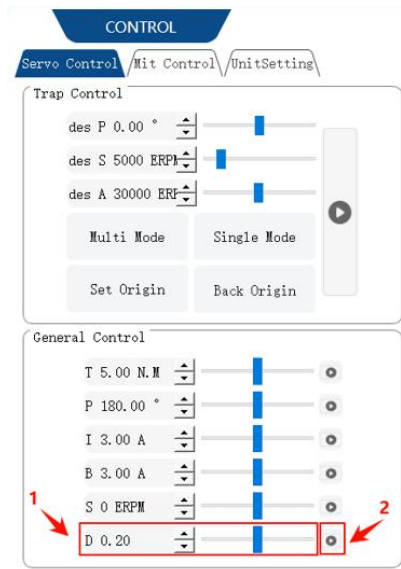 CONTROL
Servo Control Mit Control UnitSetting
Trap Control
des P 0.00 °
des S 5000 ERPM
des A 30000
Multi Mode Single Mode
Set Origin Back Origin
General Control
T 5.00 N.M
P 180.00 °
I 3.00 A
B 3.00 A
1 S 0 ERPM 2
D 0.20